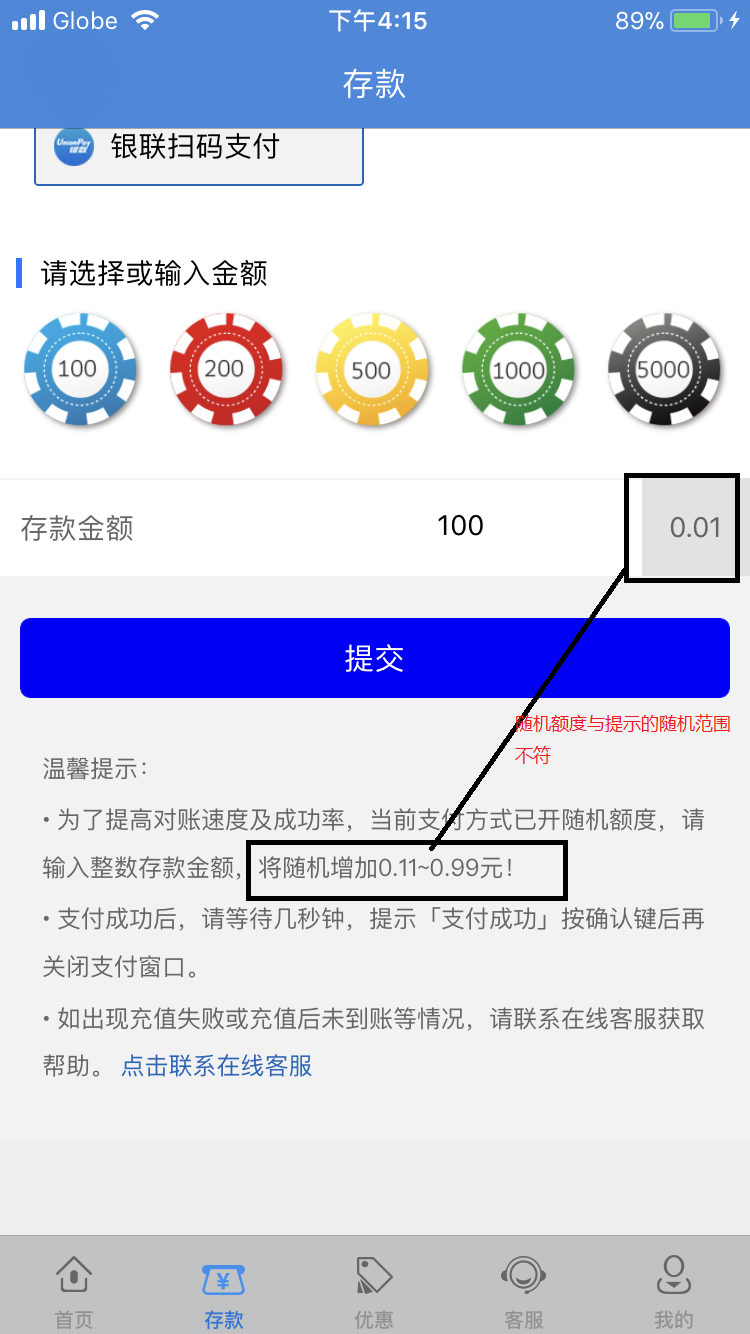 Globe 下午4:15 89%
存款
UnionPay 银联 银联扫码支付
请选择或输入金额
100 200 500 1000 5000
存款金额 100 0.01
提交
随机额度与提示的随机范围
不符
温馨提示：
• 为了提高对账速度及成功率，当前支付方式已开随机额度，请
输入整数存款金额，将随机增加0.11~0.99元！
• 支付成功后，请等待几秒钟，提示「支付成功」按确认键后再
关闭支付窗口。
• 如出现充值失败或充值后未到账等情况，请联系在线客服获取
帮助。 点击联系在线客服
首页 存款 优惠 客服 我的